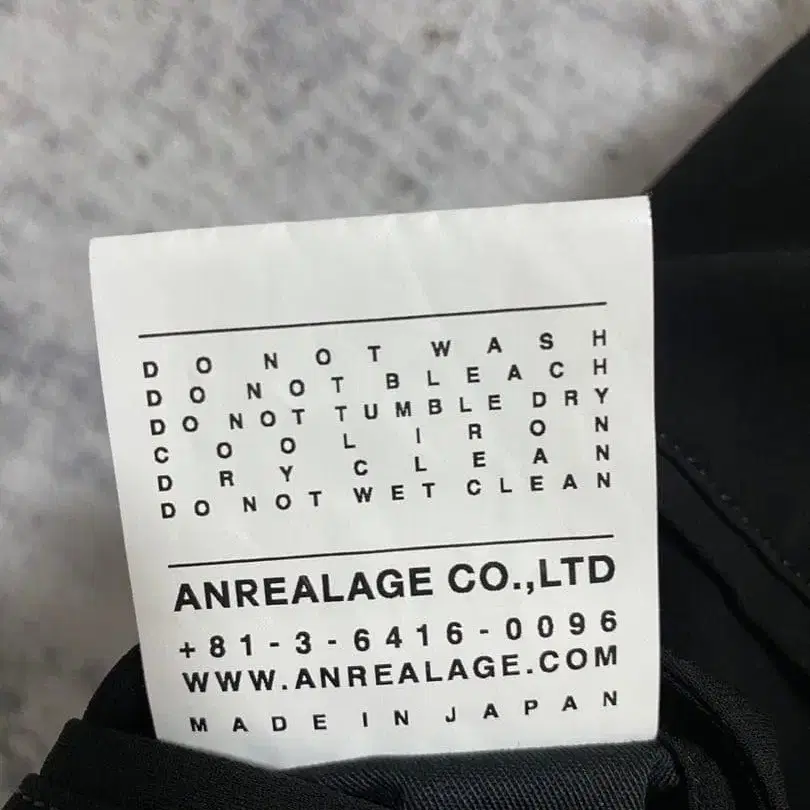 DO NOT WASH
DO NOT BLEACH
DO NOT TUMBLE DRY
COOL IRON
DRY CLEAN
DO NOT WET CLEAN
ANREALAGE CO.,LTD
+81-3-6416-0096
WWW.ANREALAGE.COM
MADE IN JAPAN